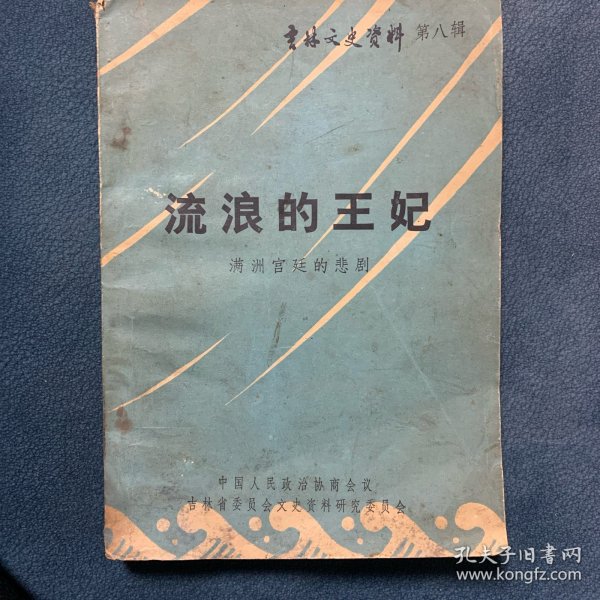 吉林文史资料 第八辑
流浪的王妃
满洲宫廷的悲剧
中国人民政治协商会议
吉林省委员会文史资料研究委员会
孔夫子旧书网
www.kongfz.com